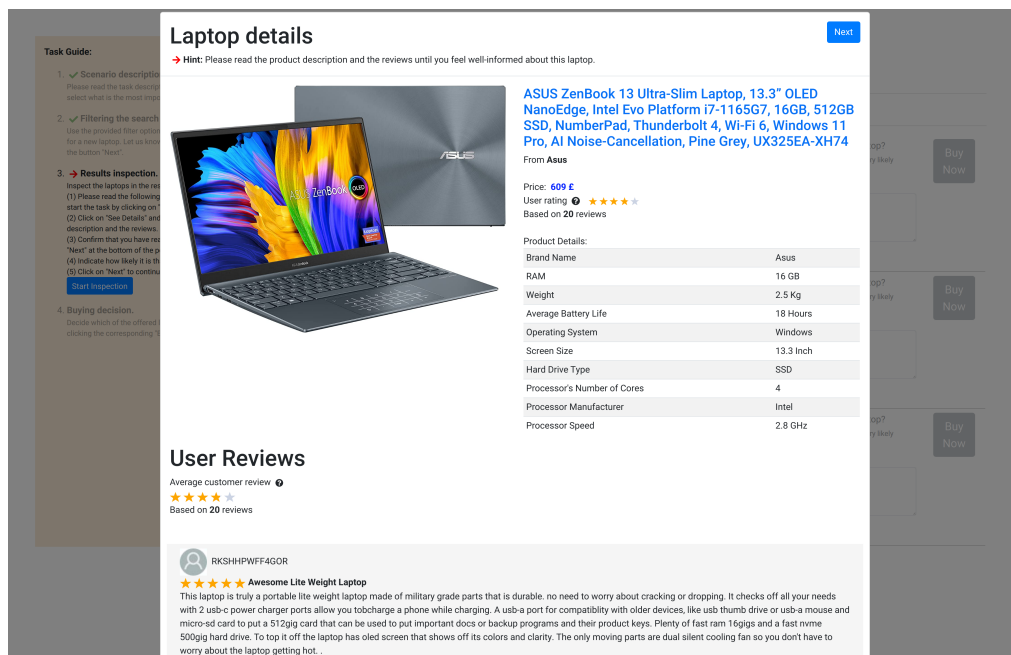 Laptop details
Next
Hint: Please read the product description and the reviews until you feel well-informed about this laptop.
Task Guide:
1. Scenario descriptio
Please read the task descript
select what is the most impo
2. Filtering the search
Use the provided filter option
for a new laptop. Let us know
the button "Next".
3. Results inspection.
Inspect the laptops in the res
(1) Please read the following
start the task by clicking on "
(2) Click on "See Details" and
description and the reviews.
(3) Confirm that you have rea
"Next" at the bottom of the p
(4) Indicate how likely it is th
(5) Click on "Next" to continu
Start Inspection
4. Buying decision.
Decide which of the offered l
clicking the corresponding "
ASUS
ASUS ZenBook
OLED
ASUS ZenBook 13 Ultra-Slim Laptop, 13.3” OLED
NanoEdge, Intel Evo Platform i7-1165G7, 16GB, 512GB
SSD, NumberPad, Thunderbolt 4, Wi-Fi 6, Windows 11
Pro, AI Noise-Cancellation, Pine Grey, UX325EA-XH74
From Asus
Price: 609 £
User rating
Based on 20 reviews
Product Details:
Brand Name Asus
RAM 16 GB
Weight 2.5 Kg
Average Battery Life 18 Hours
Operating System Windows
Screen Size 13.3 Inch
Hard Drive Type SSD
Processor's Number of Cores 4
Processor Manufacturer Intel
Processor Speed 2.8 GHz
op?
ry likely
Buy
Now
op?
ry likely
Buy
Now
op?
ry likely
Buy
Now
User Reviews
Average customer review
Based on 20 reviews
RKSHHPWFF4GOR
Awesome Lite Weight Laptop
This laptop is truly a portable lite weight laptop made of military grade parts that is durable. no need to worry about cracking or dropping. It checks off all your needs
with 2 usb-c power charger ports allow you tobcharge a phone while charging. A usb-a port for compatiblity with older devices, like usb thumb drive or usb-a mouse and
micro-sd card to put a 512gig card that can be used to put important docs or backup programs and their product keys. Plenty of fast ram 16gigs and a fast nvme
500gig hard drive. To top it off the laptop has oled screen that shows off its colors and clarity. The only moving parts are dual silent cooling fan so you don't have to
worry about the laptop getting hot. .